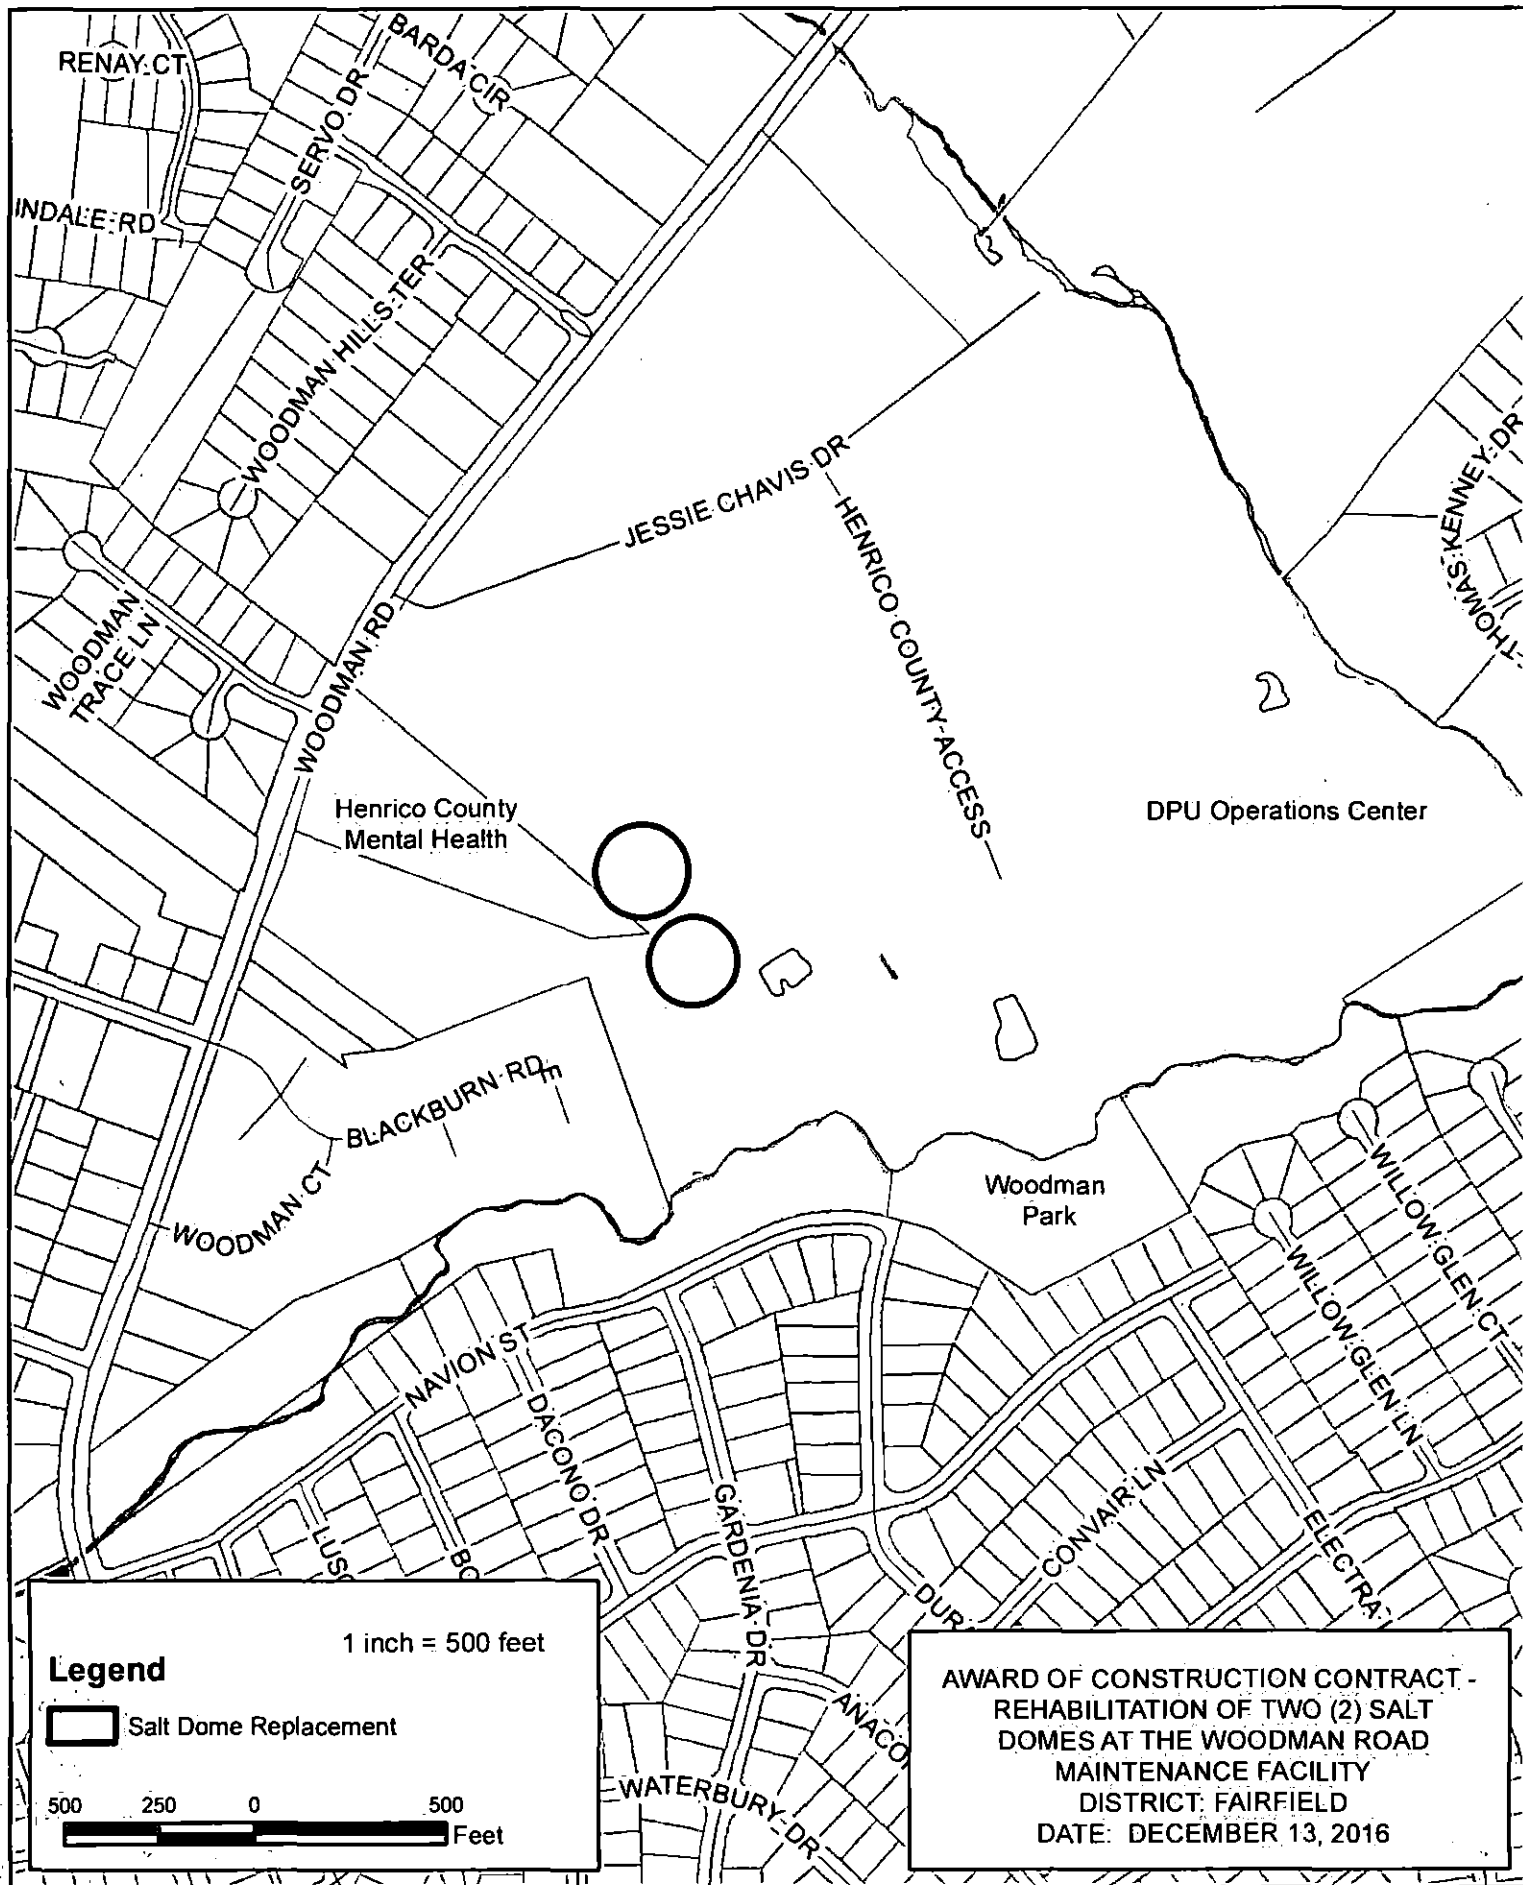 BARDA CIR
RENAY CT
SERVO DR
INDALE RD
WOODMAN HILLS TER
JESSIE CHAVIS DR
THOMAS KENNEY DR
HENRICO COUNTY ACCESS
WOODMAN
TRACE LN
WOODMAN RD
Henrico County
Mental Health
DPU Operations Center
BLACKBURN RD
E
WOODMAN CT
Woodman
Park
WILLOW GLEN CT
WILLOW GLEN LN
NAVION ST
DACONO DR
GARDENIA DR
CONVAIR LN
ELECTRA
LUSC
BO
DUR
ANACO
WATERBURY DR
1 inch = 500 feet
Legend
Salt Dome Replacement
500 250 0 500
Feet
AWARD OF CONSTRUCTION CONTRACT -
REHABILITATION OF TWO (2) SALT
DOMES AT THE WOODMAN ROAD
MAINTENANCE FACILITY
DISTRICT: FAIRFIELD
DATE: DECEMBER 13, 2016